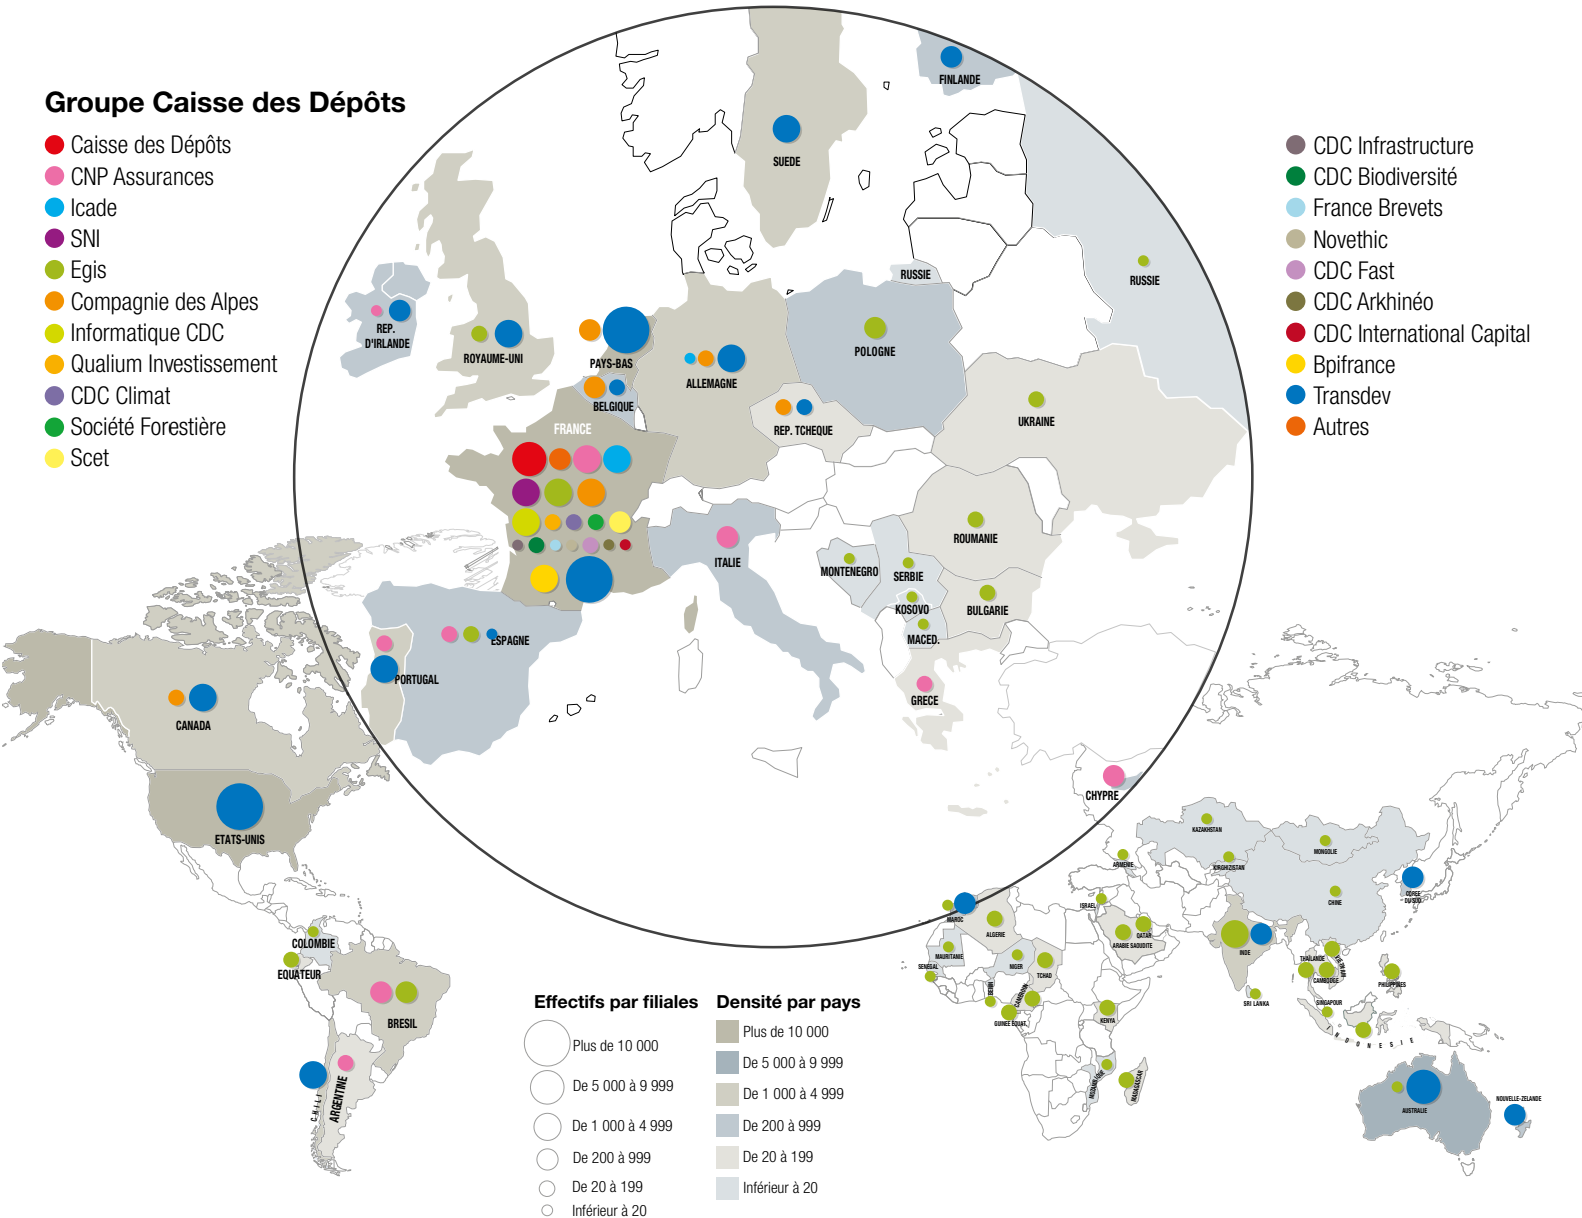 Groupe Caisse des Dépôts
Caisse des Dépôts
CNP Assurances
Icade
SNI
Egis
Compagnie des Alpes
Informatique CDC
Qualium Investissement
CDC Climat
Société Forestière
Scet
CDC Infrastructure
CDC Biodiversité
France Brevets
Novethic
CDC Fast
CDC Arkhinéo
CDC International Capital
Bpifrance
Transdev
Autres
FINLANDE
SUEDE
RUSSIE
RUSSIE
REP.
D'IRLANDE
ROYAUME-UNI
PAYS-BAS
ALLEMAGNE
POLOGNE
BELGIQUE
FRANCE
REP. TCHEQUE
UKRAINE
ITALIE
ROUMANIE
MONTENEGRO
SERBIE
KOSOVO
BULGARIE
MACED.
ESPAGNE
PORTUGAL
GRECE
CHYPRE
CANADA
ETATS-UNIS
COLOMBIE
EQUATEUR
BRESIL
CHILI
ARGENTINE
KAZAKHSTAN
MONGOLIE
ARMENIE
KIRGHIZISTAN
CHINE
COREE
DU SUD
ISRAEL
MAROC
ALGERIE
ARABIE SAOUDITE
QATAR
INDE
MAURITANIE
SENEGAL
NIGER
TCHAD
BENIN
CAMEROUN
GUINEE EQUAT.
KENYA
MOZAMBIQUE
MADAGASCAR
THAILANDE
VIETNAM
CAMBODGE
PHILIPPINES
SRI LANKA
SINGAPOUR
INDONESIE
AUSTRALIE
NOUVELLE-ZELANDE
Effectifs par filiales
Plus de 10 000
De 5 000 à 9 999
De 1 000 à 4 999
De 200 à 999
De 20 à 199
Inférieur à 20
Densité par pays
Plus de 10 000
De 5 000 à 9 999
De 1 000 à 4 999
De 200 à 999
De 20 à 199
Inférieur à 20